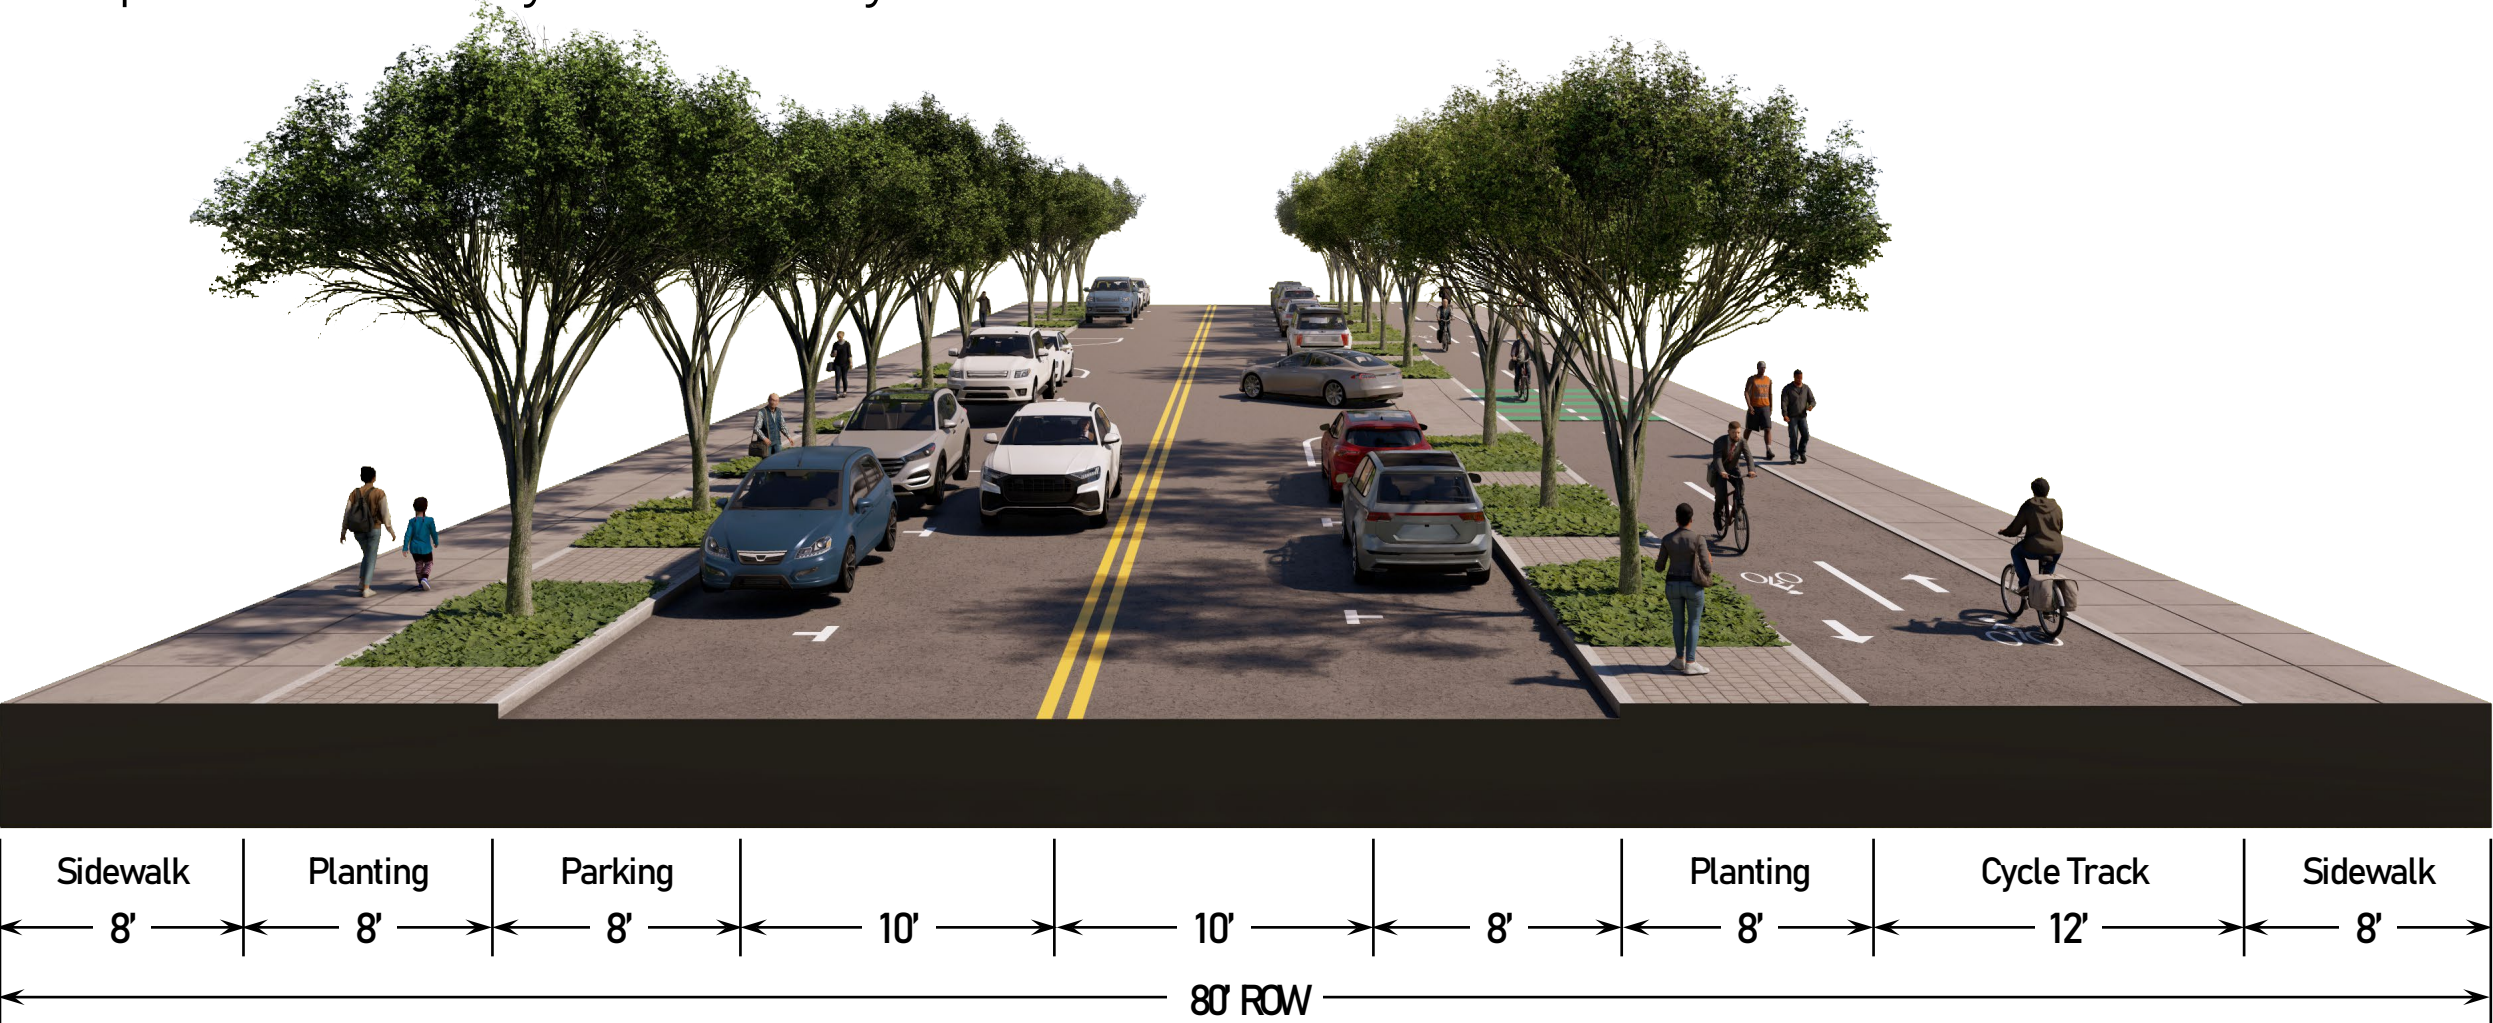 Sidewalk Planting Parking Planting Cycle Track Sidewalk
8' 8' 8' 10' 10' 8' 8' 12' 8'
80' ROW